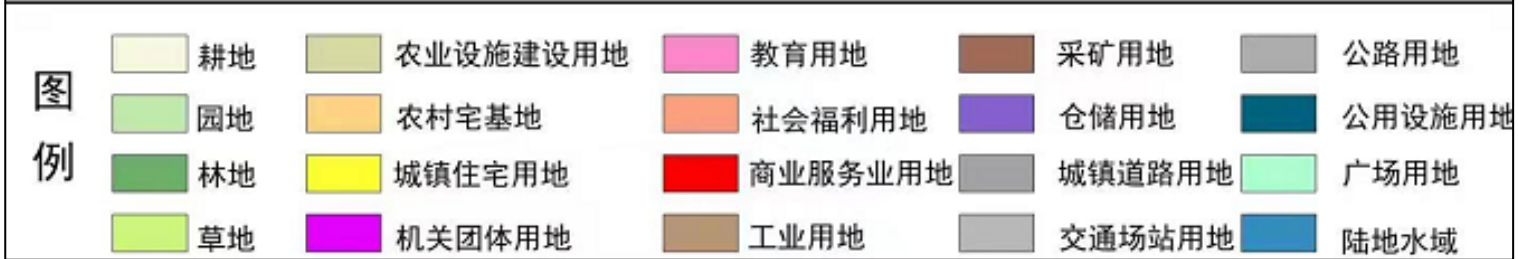 图例
耕地 农业设施建设用地 教育用地 采矿用地 公路用地
园地 农村宅基地 社会福利用地 仓储用地 公用设施用地
林地 城镇住宅用地 商业服务业用地 城镇道路用地 广场用地
草地 机关团体用地 工业用地 交通场站用地 陆地水域